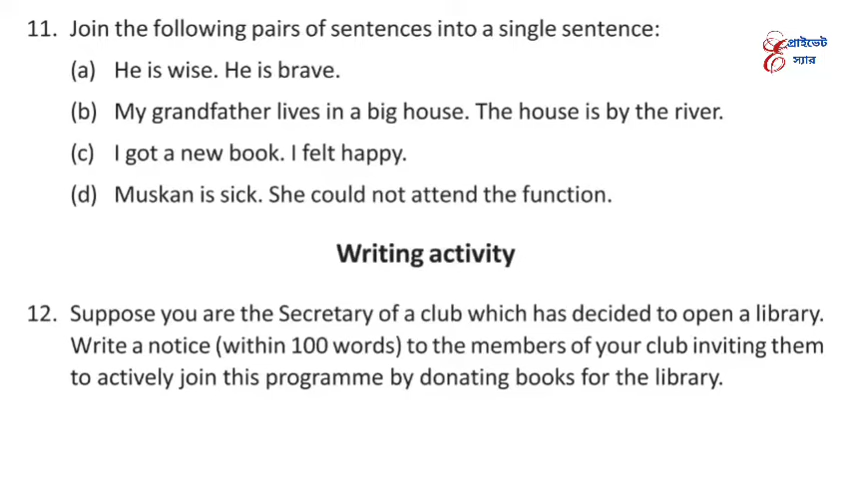 11. Join the following pairs of sentences into a single sentence:
প্রাইভেট
স্যার
(a) He is wise. He is brave.
(b) My grandfather lives in a big house. The house is by the river.
(c) I got a new book. I felt happy.
(d) Muskan is sick. She could not attend the function.
Writing activity
12. Suppose you are the Secretary of a club which has decided to open a library.
Write a notice (within 100 words) to the members of your club inviting them
to actively join this programme by donating books for the library.